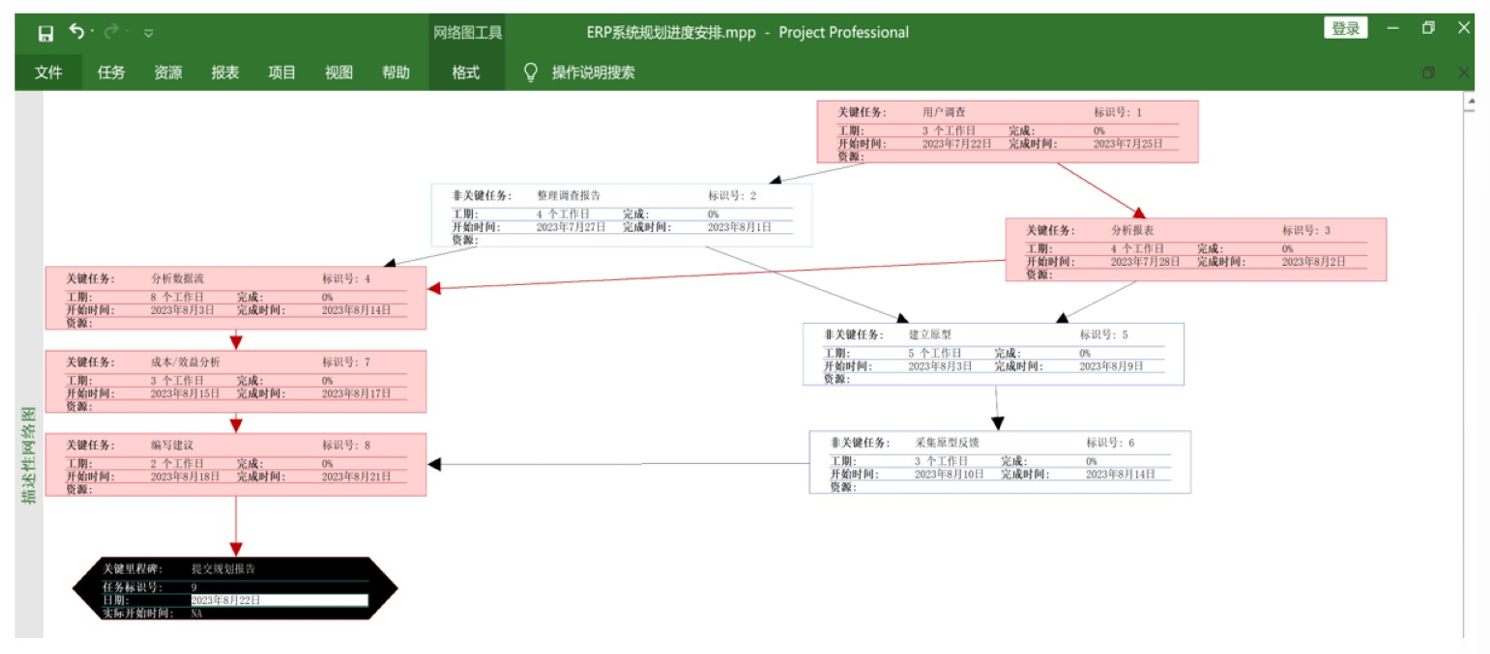 网络图工具 ERP系统规划进度安排.mpp - Project Professional 登录
文件 任务 资源 报表 项目 视图 帮助 格式 操作说明搜索
关键任务: 用户调查 标识号: 1
工期: 3 个工作日 完成: 0%
开始时间: 2023年7月22日 完成时间: 2023年7月25日
资源:
非关键任务: 整理调查报告 标识号: 2
工期: 4 个工作日 完成: 0%
开始时间: 2023年7月27日 完成时间: 2023年8月1日
资源:
关键任务: 分析报表 标识号: 3
工期: 4 个工作日 完成: 0%
开始时间: 2023年7月28日 完成时间: 2023年8月2日
资源:
关键任务: 分析数据流 标识号: 4
工期: 8 个工作日 完成: 0%
开始时间: 2023年8月3日 完成时间: 2023年8月14日
资源:
非关键任务: 建立原型 标识号: 5
工期: 5 个工作日 完成: 0%
开始时间: 2023年8月3日 完成时间: 2023年8月9日
资源:
关键任务: 成本/效益分析 标识号: 7
工期: 3 个工作日 完成: 0%
开始时间: 2023年8月15日 完成时间: 2023年8月17日
资源:
非关键任务: 采集原型反馈 标识号: 6
工期: 3 个工作日 完成: 0%
开始时间: 2023年8月10日 完成时间: 2023年8月14日
资源:
关键任务: 编写建议 标识号: 8
工期: 2 个工作日 完成: 0%
开始时间: 2023年8月18日 完成时间: 2023年8月21日
资源:
关键里程碑: 提交规划报告
任务标识号: 9
日期: 2023年8月22日
实际开始时间: NA
描述性网络图